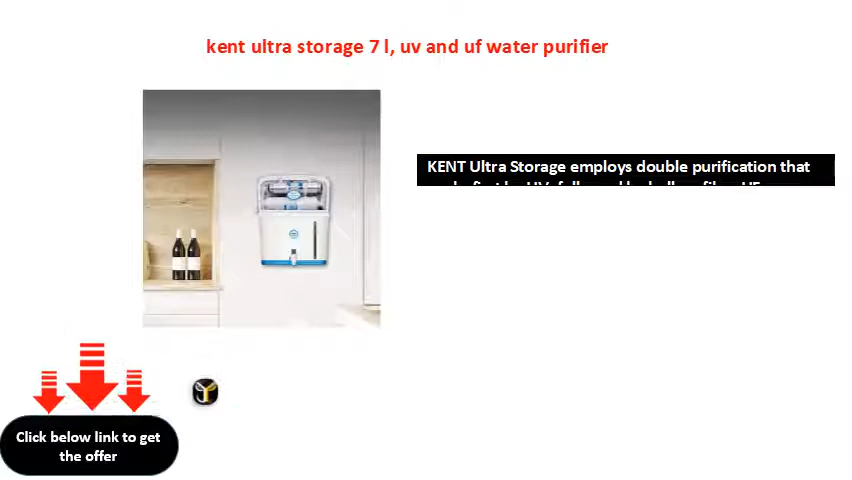 kent ultra storage 7 l, uv and uf water purifier
KENT Ultra Storage employs double purification that
Click below link to get
the offer